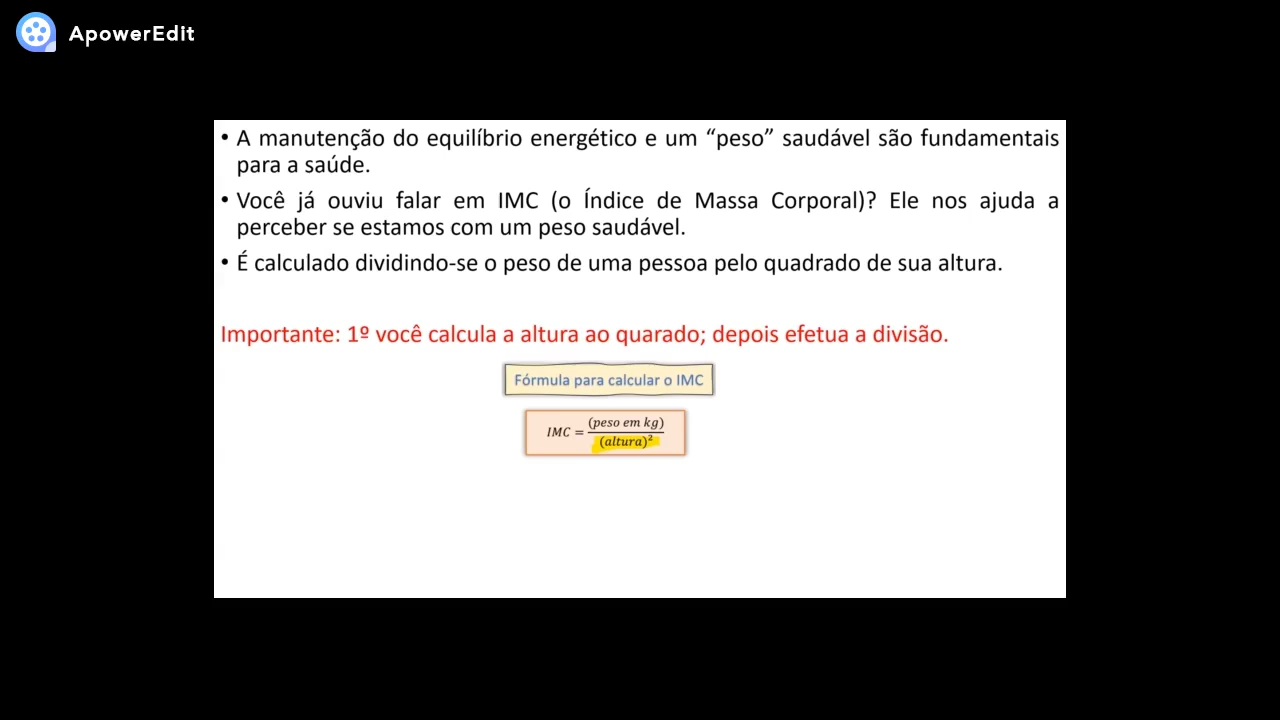 ApowerEdit
• A manutenção do equilíbrio energético e um “peso” saudável são fundamentais
para a saúde.
• Você já ouviu falar em IMC (o Índice de Massa Corporal)? Ele nos ajuda a
perceber se estamos com um peso saudável.
• É calculado dividindo-se o peso de uma pessoa pelo quadrado de sua altura.
Importante: 1º você calcula a altura ao quarado; depois efetua a divisão.
Fórmula para calcular o IMC
IMC = (peso em kg)
(altura)²